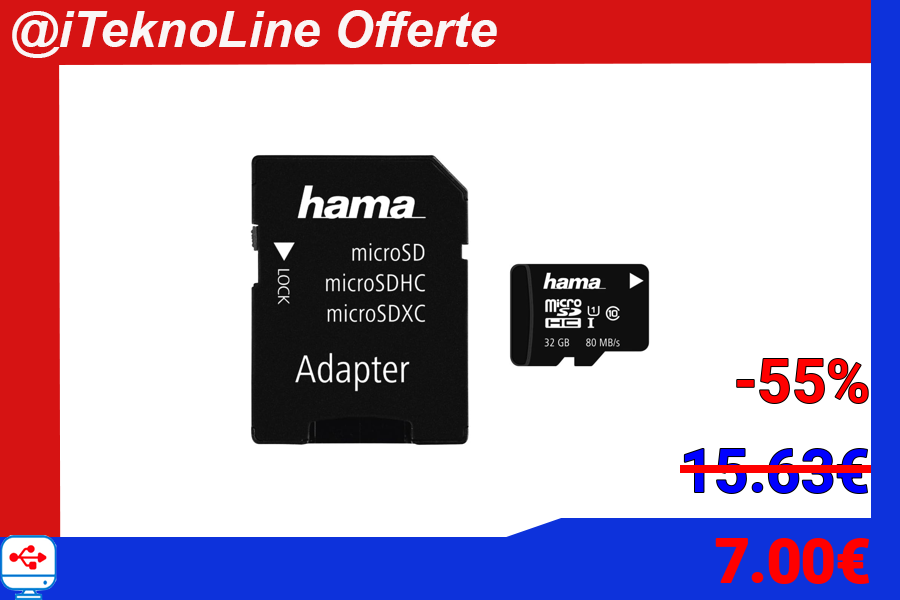 @iTeknoLine Offerte
hama
LOCK
microSD
microSDHC
microSDXC
Adapter
hama
micro
SD
HC I
U1
10
32 GB 80 MB/s
-55%
15.63€
7.00€